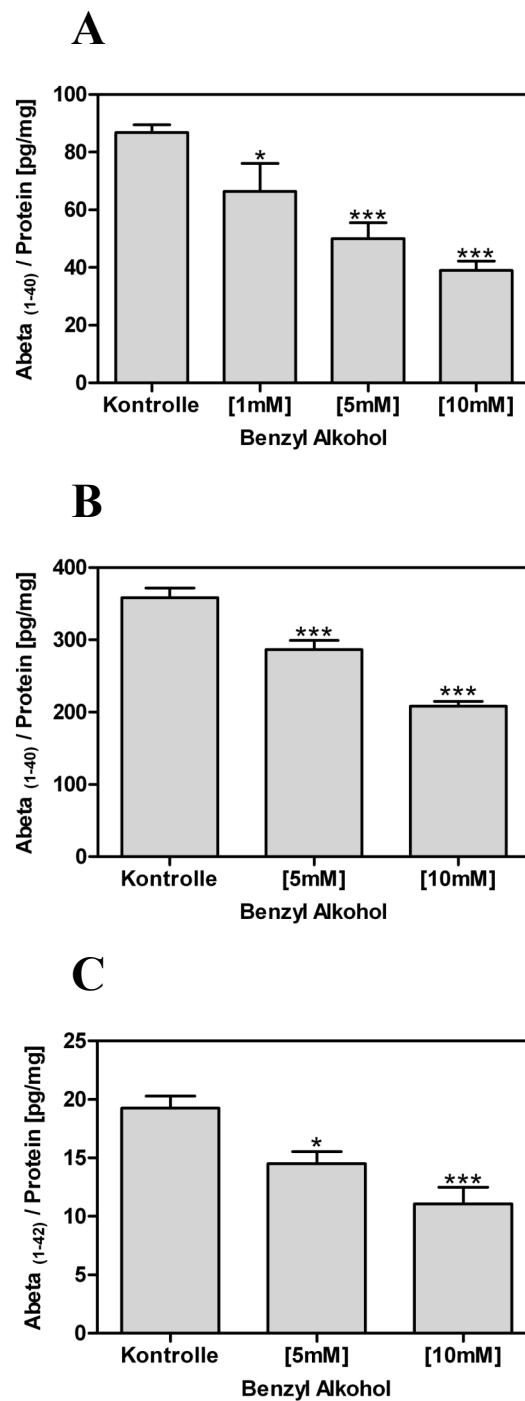 A
Abeta (1-40) / Protein [pg/mg]
100
80
60
40
20
0
*
***
***
Kontrolle [1mM] [5mM] [10mM]
Benzyl Alkohol
B
Abeta (1-40) / Protein [pg/mg]
400
300
200
100
0
***
***
Kontrolle [5mM] [10mM]
Benzyl Alkohol
C
Abeta (1-42) / Protein [pg/mg]
25
20
15
10
5
0
*
***
Kontrolle [5mM] [10mM]
Benzyl Alkohol